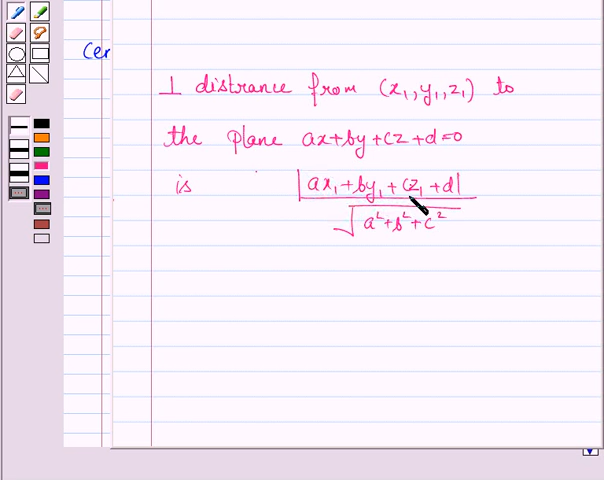 Cer
⊥ distrance from (x₁, y₁, z₁) to
the plane ax+by+cz+d=0
is |ax₁+by₁+cz₁+d|
√a²+b²+c²